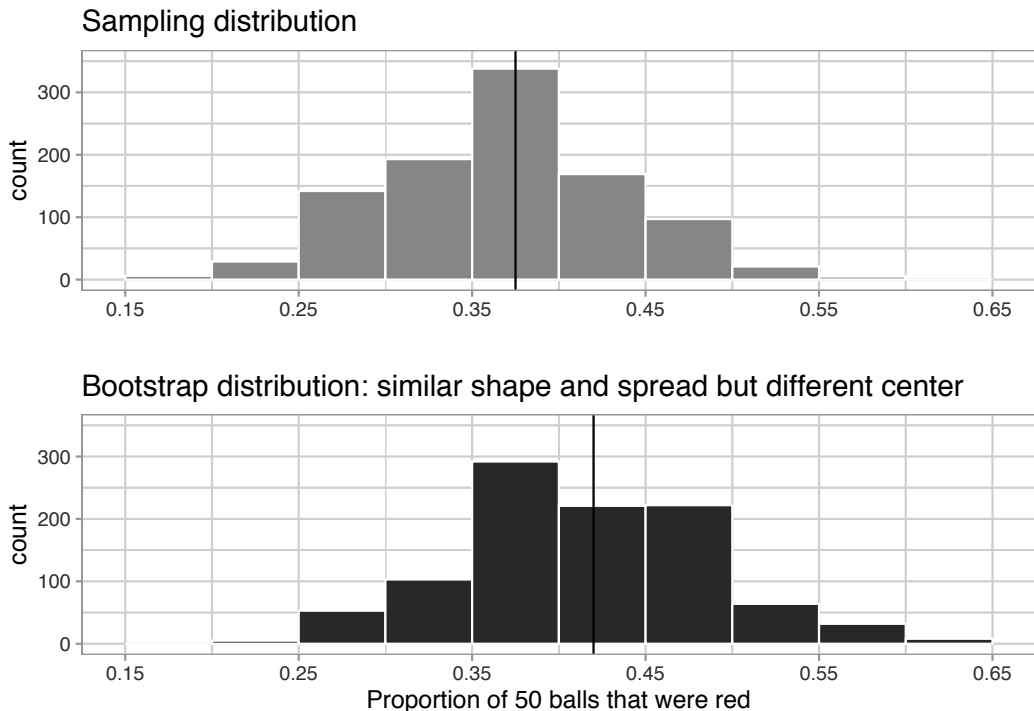 Sampling distribution
300
200
100
0
count
0.15 0.25 0.35 0.45 0.55 0.65
Bootstrap distribution: similar shape and spread but different center
300
200
100
0
count
0.15 0.25 0.35 0.45 0.55 0.65
Proportion of 50 balls that were red